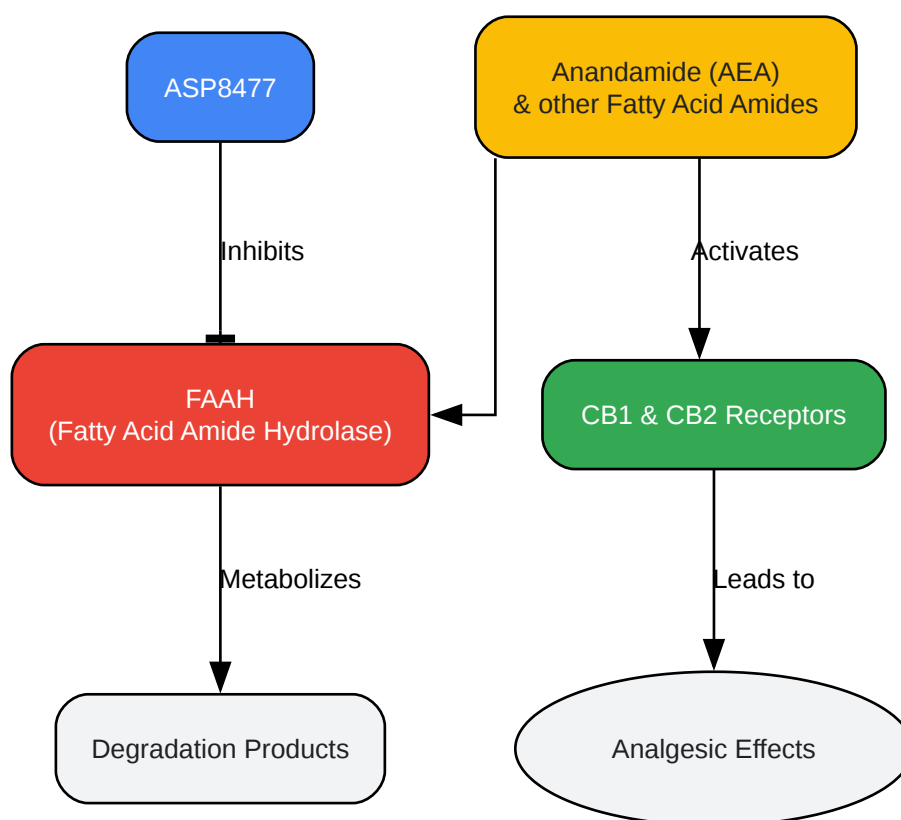 ASP8477
Anandamide (AEA)
& other Fatty Acid Amides
Inhibits
Activates
FAAH
(Fatty Acid Amide Hydrolase)
CB1 & CB2 Receptors
Metabolizes
Leads to
Degradation Products
Analgesic Effects